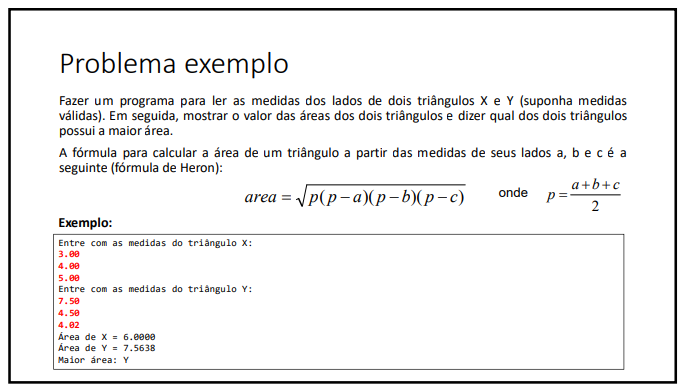 Problema exemplo
Fazer um programa para ler as medidas dos lados de dois triângulos X e Y (suponha medidas
válidas). Em seguida, mostrar o valor das áreas dos dois triângulos e dizer qual dos dois triângulos
possui a maior área.
A fórmula para calcular a área de um triângulo a partir das medidas de seus lados a, b e c é a
seguinte (fórmula de Heron):
area = √p(p−a)(p−b)(p−c) onde p = a+b+c / 2
Exemplo:
Entre com as medidas do triângulo X:
3.00
4.00
5.00
Entre com as medidas do triângulo Y:
7.50
4.50
4.02
Área de X = 6.0000
Área de Y = 7.5638
Maior área: Y